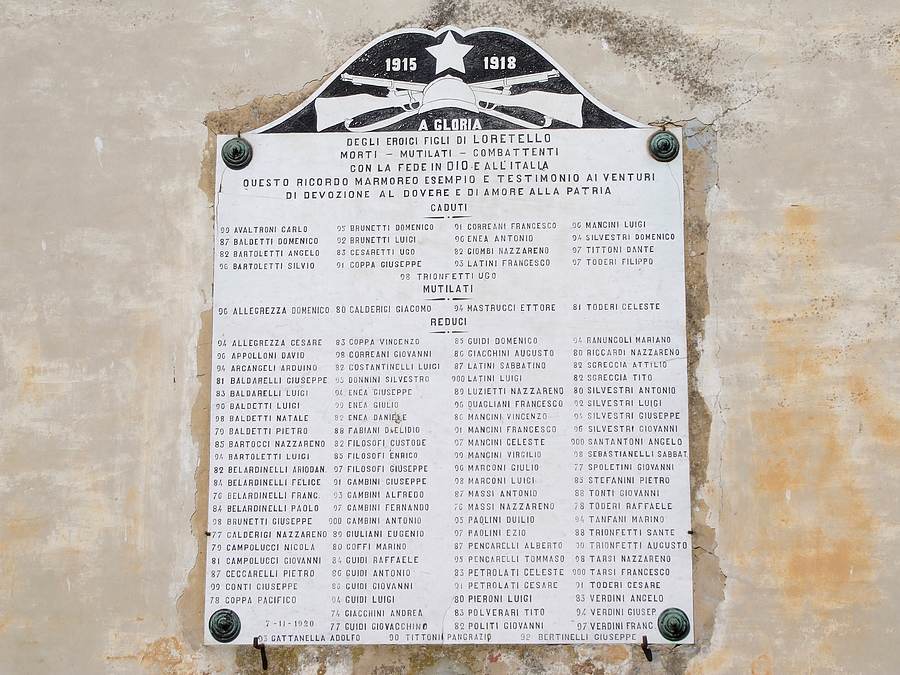 1915 1918
A GLORIA
DEGLI EROICI FIGLI DI LORETELLO
MORTI - MUTILATI - COMBATTENTI
CON LA FEDE IN DIO E ALL'ITALIA
QUESTO RICORDO MARMOREO ESEMPIO E TESTIMONIO AI VENTURI
DI DEVOZIONE AL DOVERE E DI AMORE ALLA PATRIA
CADUTI
99 AVALTRONI CARLO 95 BRUNETTI DOMENICO 91 CORREANI FRANCESCO 96 MANCINI LUIGI
87 BALDETTI DOMENICO 92 BRUNETTI LUIGI 96 ENEA ANTONIO 94 SILVESTRI DOMENICO
82 BARTOLETTI ANGELO 83 CESARETTI UGO 82 GIOMBI NAZZARENO 97 TITTONI DANTE
96 BARTOLETTI SILVIO 91 COPPA GIUSEPPE 93 LATINI FRANCESCO 97 TODERI FILIPPO
98 TRIONFETTI UGO
MUTILATI
96 ALLEGREZZA DOMENICO 80 CALDERIGI GIACOMO 94 MASTRUCCI ETTORE 81 TODERI CELESTE
REDUCI
94 ALLEGREZZA CESARE 83 COPPA VINCENZO 85 GUIDI DOMENICO 94 RANUNCOLI MARIANO
96 APPOLLONI DAVID 98 CORREANI GIOVANNI 86 GIACCHINI AUGUSTO 80 RICCARDI NAZZARENO
94 ARCANGELI ARDUINO 82 COSTANTINELLI LUIGI 87 LATINI SABBATINO 82 SGRECCIA ATTILIO
81 BALDARELLI GIUSEPPE 95 DONNINI SILVESTRO 900 LATINI LUIGI 82 SGRECCIA TITO
83 BALDARELLI LUIGI 94 ENEA GIUSEPPE 89 LUZIETTI NAZZARENO 80 SILVESTRI ANTONIO
90 BALDETTI LUIGI 99 ENEA GIULIO 90 QUAGLIANI FRANCESCO 92 SILVESTRI LUIGI
98 BALDETTI NATALE 82 ENEA DANIELE 86 MANCINI VINCENZO 94 SILVESTRI GIUSEPPE
79 BALDETTI PIETRO 88 FABIANI D'ELIDIO 91 MANCINI FRANCESCO 96 SILVESTRI GIOVANNI
85 BARTOCCI NAZZARENO 82 FILOSOFI CUSTODE 97 MANCINI CELESTE 900 SANTANTONI ANGELO
94 BARTOLETTI LUIGI 85 FILOSOFI ENRICO 99 MANCINI VIRGILIO 98 SEBASTIANELLI SABBAT.
82 BELARDINELLI ARIODAN. 97 FILOSOFI GIUSEPPE 96 MARCONI GIULIO 77 SPOLETINI GIOVANNI
84 BELARDINELLI FELICE 91 GAMBINI GIUSEPPE 98 MARCONI LUIGI 85 STEFANINI PIETRO
76 BELARDINELLI FRANC. 93 GAMBINI ALFREDO 87 MASSI ANTONIO 88 TONTI GIOVANNI
84 BELARDINELLI PAOLO 97 GAMBINI FERNANDO 76 MASSI NAZZARENO 78 TODERI RAFFAELE
98 BRUNETTI GIUSEPPE 900 GAMBINI ANTONIO 95 PAOLINI DUILIO 94 TANFANI MARINO
77 CALDERIGI NAZZARENO 89 GIULIANI EUGENIO 97 PAOLINI EZIO 88 TRIONFETTI SANTE
79 CAMPOLUCCI NICOLA 80 GOFFI MARINO 87 PENCARELLI ALBERTO 90 TRIONFETTI AUGUSTO
81 CAMPOLUCCI GIOVANNI 84 GUIDI RAFFAELE 95 PENCARELLI TOMMASO 98 TARSI NAZZARENO
87 CECCARELLI PIETRO 86 GUIDI ANTONIO 83 PETROLATI CELESTE 900 TARSI FRANCESCO
99 CONTI GIUSEPPE 89 GUIDI GIOVANNI 91 PETROLATI CESARE 91 TODERI CESARE
78 COPPA PACIFICO 94 GUIDI LUIGI 80 PIERONI LUIGI 83 VERDINI ANGELO
74 GIACCHINI ANDREA 83 POLVERARI TITO 94 VERDINI GIUSEP.
7-11-1920 77 GUIDI GIOVACCHINO 82 POLITI GIOVANNI 97 VERDINI FRANC.
93 GATTANELLA ADOLFO 90 TITTONI PANGRAZIO 92 BERTINELLI GIUSEPPE